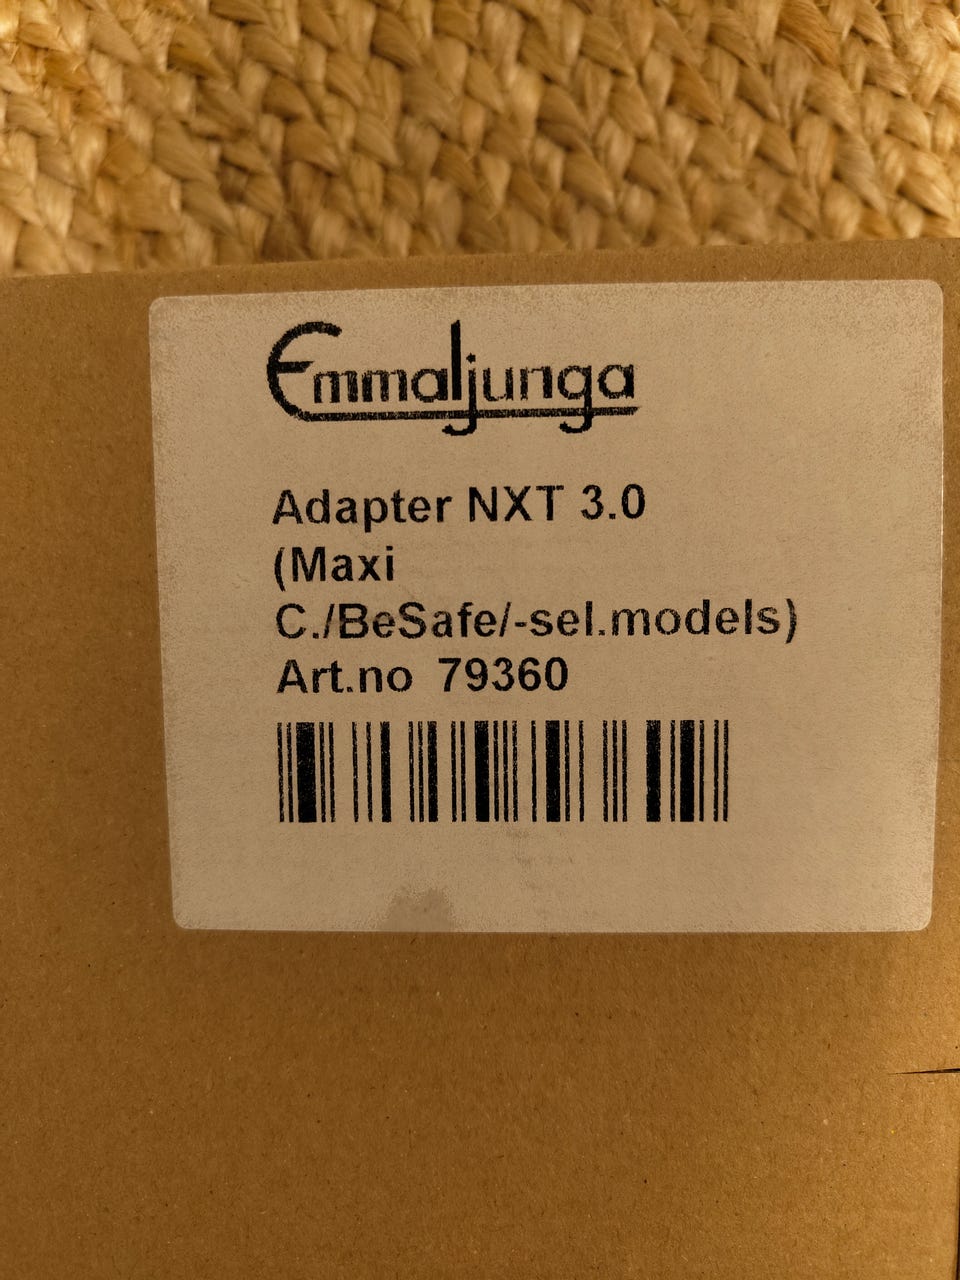 Emmaljunga
Adapter NXT 3.0
(Maxi
C./BeSafe/-sel.models)
Art.no 79360